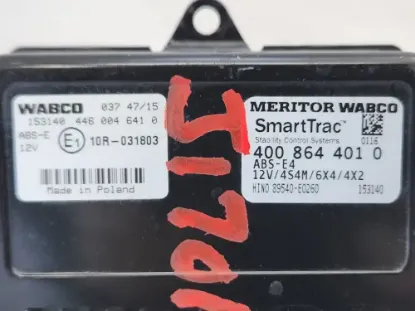 WABCO 037 47/15
153140 446 004 641 0
ABS-E
12V
E1 10R-031803
Made in Poland
MERITOR WABCO
SmartTrac™
Stability Control Systems 0116
400 864 401 0
ABS-E4
12V/4S4M/6X4/4X2
HINO 89540-E0260 153140